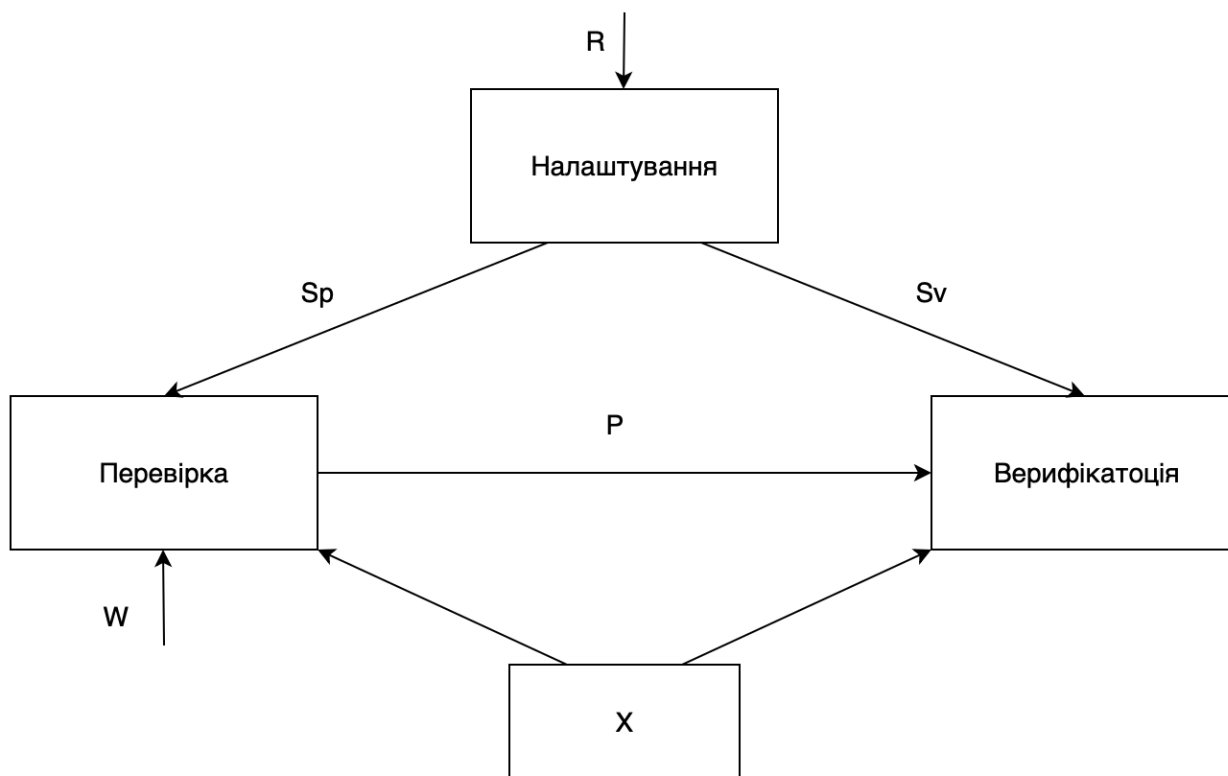 R
Налаштування
Sp
Sv
P
Перевірка
Верифікатоція
W
X